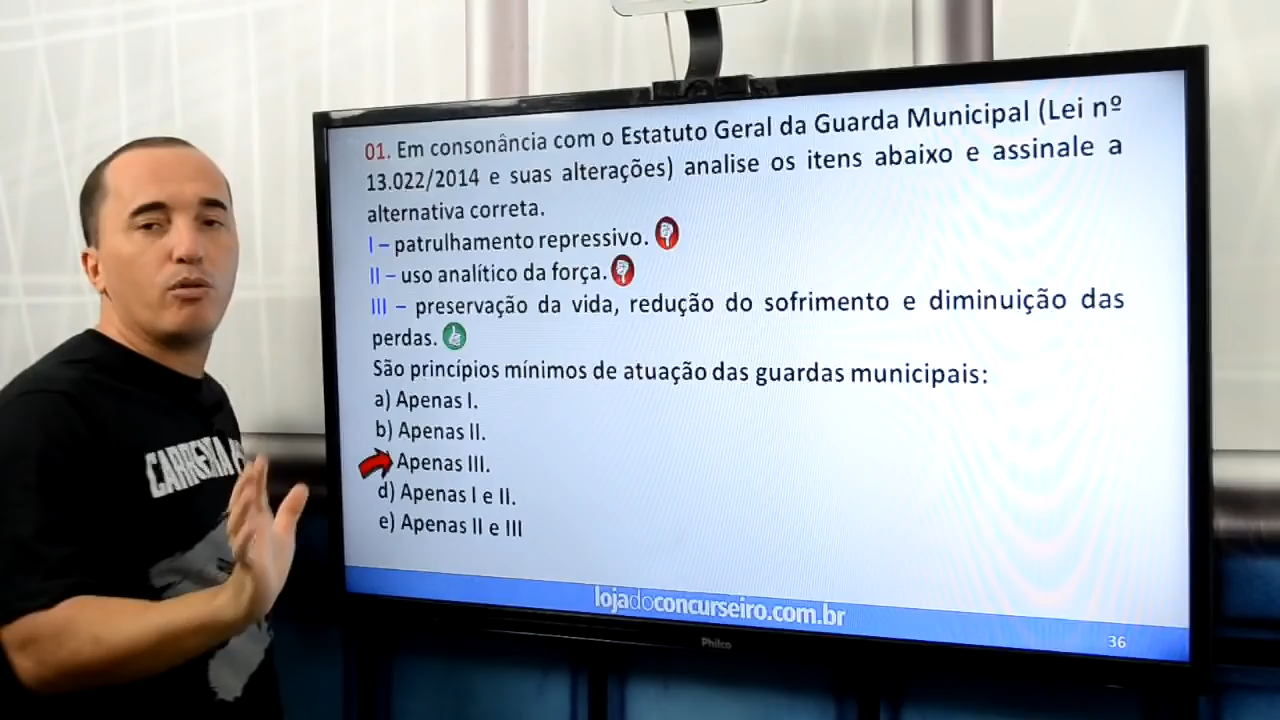 01. Em consonância com o Estatuto Geral da Guarda Municipal (Lei nº
13.022/2014 e suas alterações) analise os itens abaixo e assinale a
alternativa correta.
I – patrulhamento repressivo.
II – uso analítico da força.
III – preservação da vida, redução do sofrimento e diminuição das
perdas.
São princípios mínimos de atuação das guardas municipais:
a) Apenas I.
b) Apenas II.
Apenas III.
d) Apenas I e II.
e) Apenas II e III
lojadoconcurseiro.com.br
36
Philco